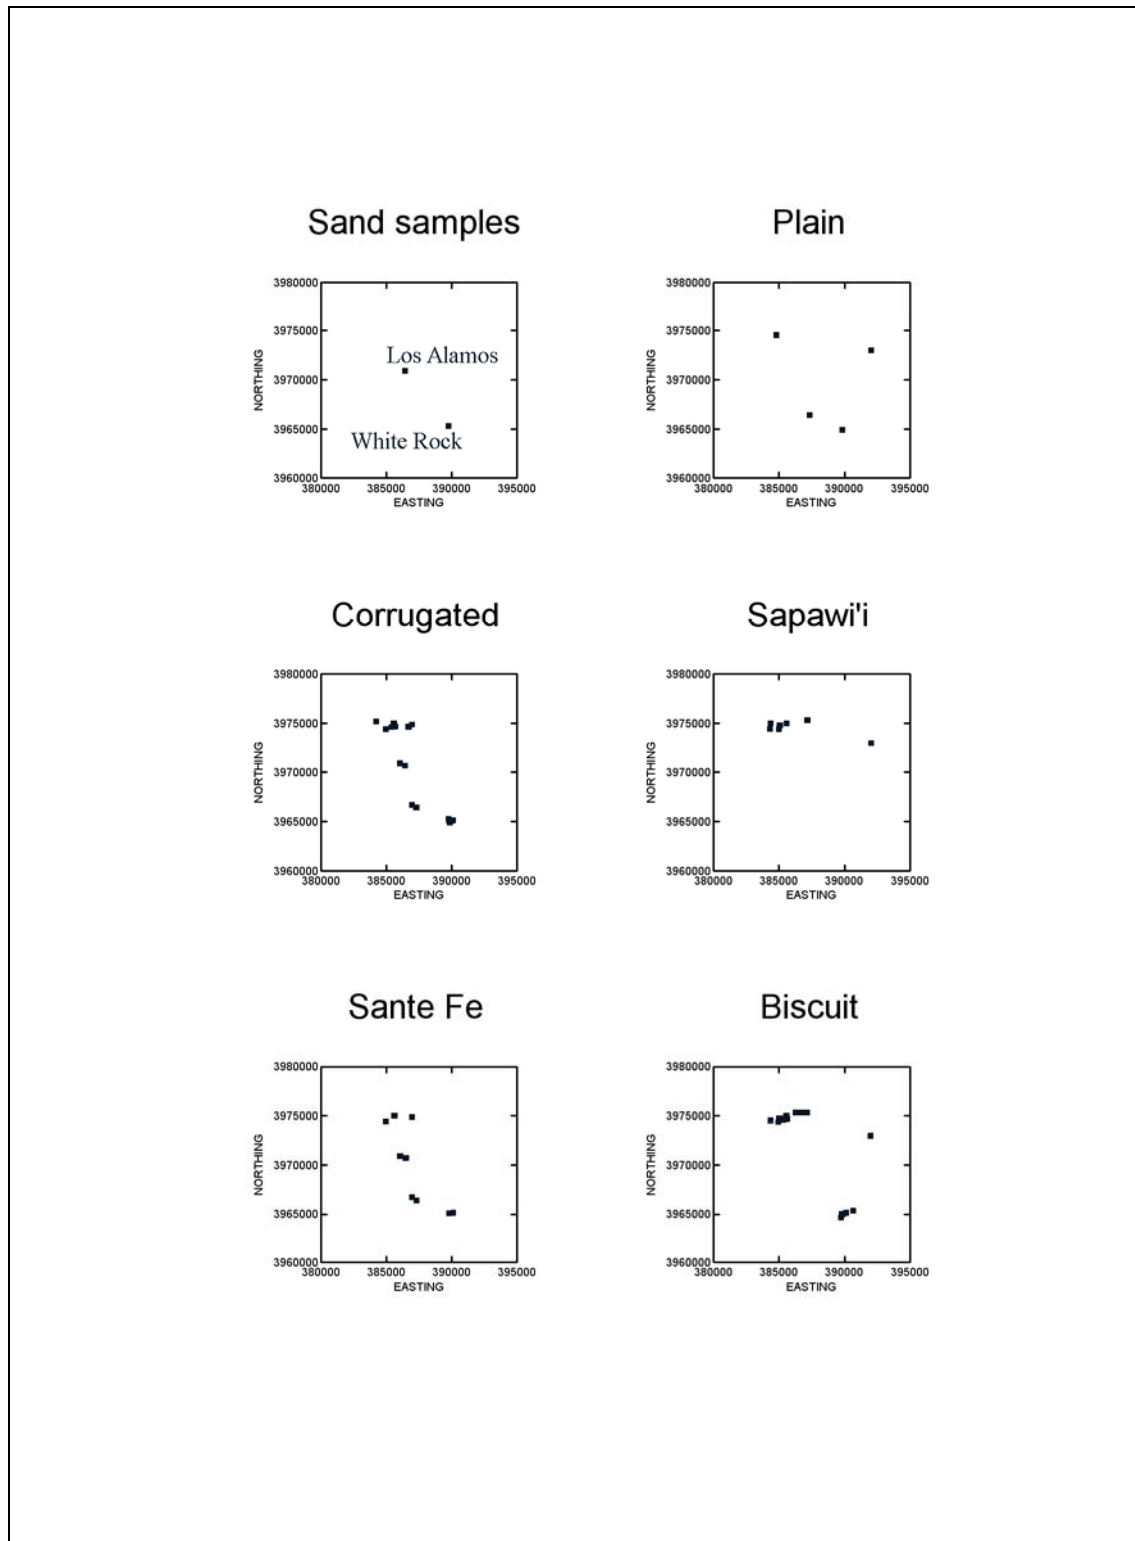 Sand samples
3980000
3975000
3970000
3965000
3960000
NORTHING
Los Alamos
White Rock
380000 385000 390000 395000
EASTING
Plain
3980000
3975000
3970000
3965000
3960000
NORTHING
380000 385000 390000 395000
EASTING
Corrugated
3980000
3975000
3970000
3965000
3960000
NORTHING
380000 385000 390000 395000
EASTING
Sapawi'i
3980000
3975000
3970000
3965000
3960000
NORTHING
380000 385000 390000 395000
EASTING
Sante Fe
3980000
3975000
3970000
3965000
3960000
NORTHING
380000 385000 390000 395000
EASTING
Biscuit
3980000
3975000
3970000
3965000
3960000
NORTHING
380000 385000 390000 395000
EASTING